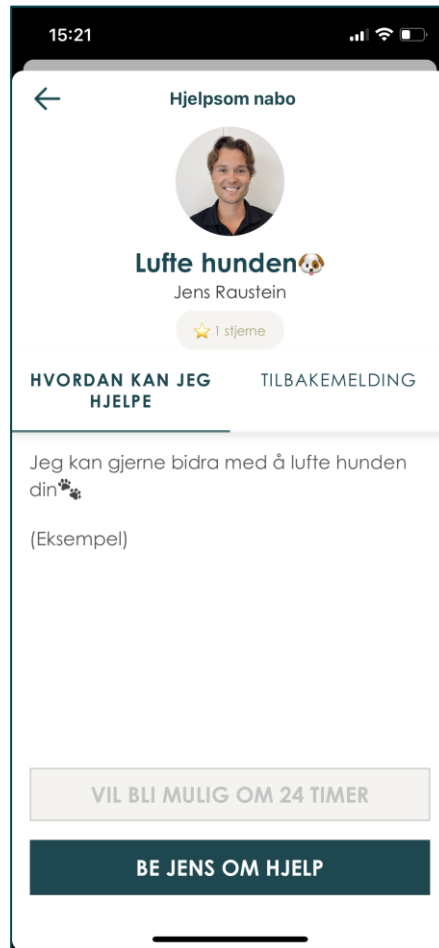 15:21
Hjelpsom nabo
Lufte hunden🐶
Jens Raustein
⭐ 1 stjerne
HVORDAN KAN JEG
HJELPE
TILBAKEMELDING
Jeg kan gjerne bidra med å lufte hunden
din🐾
(Eksempel)
VIL BLI MULIG OM 24 TIMER
BE JENS OM HJELP